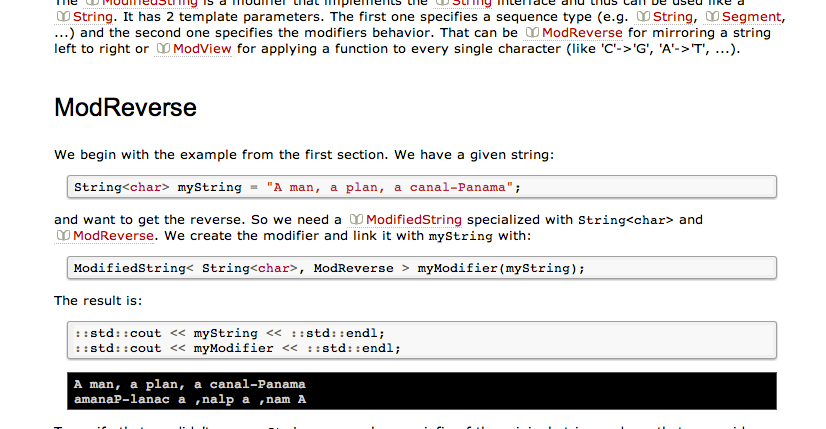 The ModifiedString is a modifier that implements the String interface and thus can be used like a
String. It has 2 template parameters. The first one specifies a sequence type (e.g. String, Segment,
...) and the second one specifies the modifiers behavior. That can be ModReverse for mirroring a string
left to right or ModView for applying a function to every single character (like 'C'->'G', 'A'->'T', ...).
ModReverse
We begin with the example from the first section. We have a given string:
String<char> myString = "A man, a plan, a canal-Panama";
and want to get the reverse. So we need a ModifiedString specialized with String<char> and
ModReverse. We create the modifier and link it with myString with:
ModifiedString< String<char>, ModReverse > myModifier(myString);
The result is:
::std::cout << myString << ::std::endl;
::std::cout << myModifier << ::std::endl;
A man, a plan, a canal-Panama
amanaP-lanac a ,nalp a ,nam A